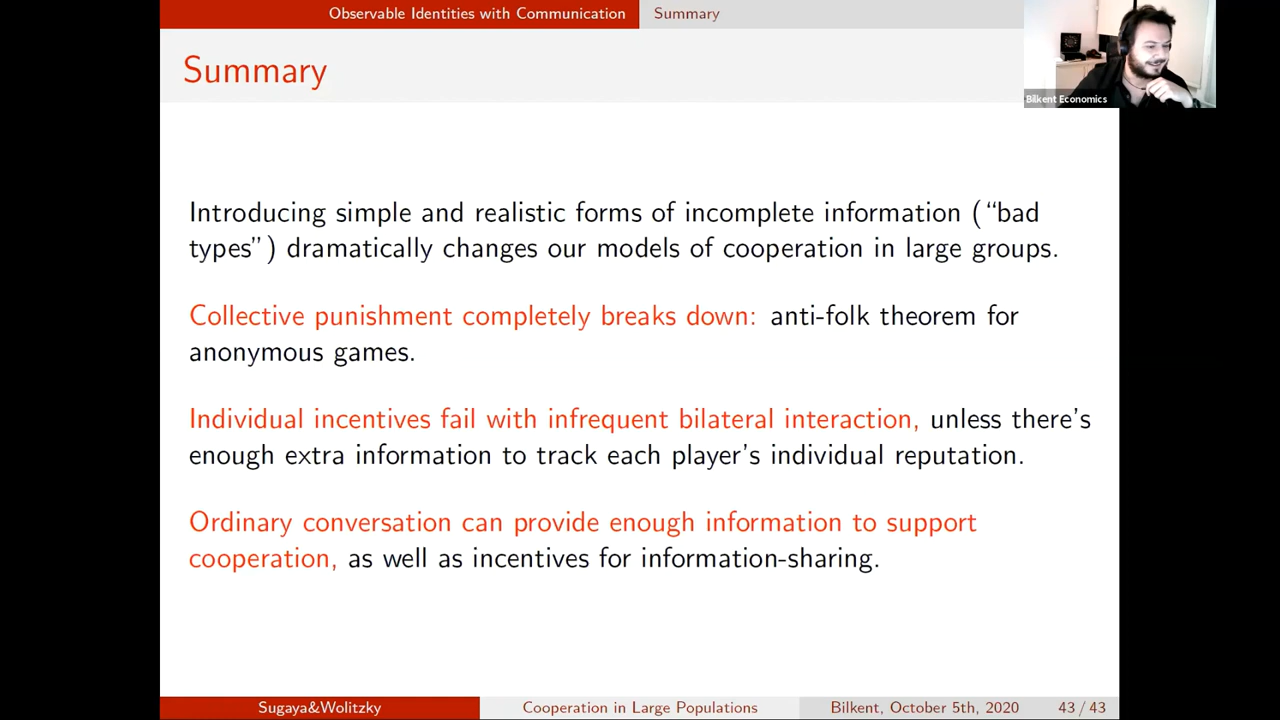 Observable Identities with Communication Summary
Summary
Bilkent Economics
Introducing simple and realistic forms of incomplete information (“bad
types”) dramatically changes our models of cooperation in large groups.
Collective punishment completely breaks down: anti-folk theorem for
anonymous games.
Individual incentives fail with infrequent bilateral interaction, unless there’s
enough extra information to track each player’s individual reputation.
Ordinary conversation can provide enough information to support
cooperation, as well as incentives for information-sharing.
Sugaya&Wolitzky Cooperation in Large Populations Bilkent, October 5th, 2020 43 / 43